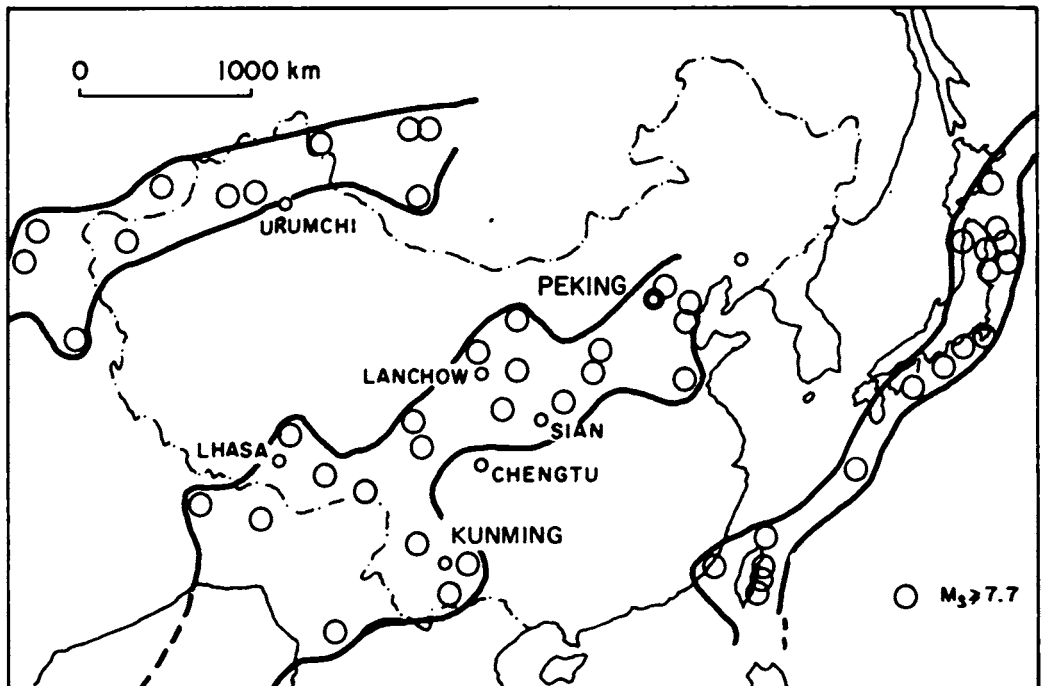 0 1000 km
URUMCHI
PEKING
LANCHOW
SIAN
LHASA
CHENGTU
KUNMING
Ms⩾7.7